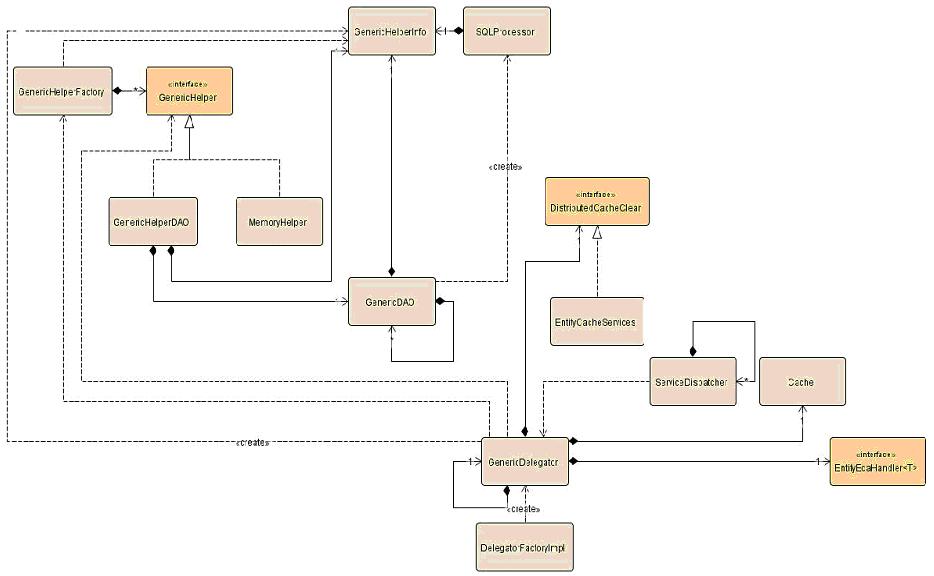 GenericHelperInfo
1
SQLProcessor
GenericHelperFactory
*
«interface»
GenericHelper
«create»
«interface»
DistributedCacheClear
GenericHelperDAO
MemoryHelper
GenericDAO
*
EntityCacheServices
ServiceDispatcher
*
Cache
1
«create»
1
GenericDelegator
1
«interface»
EntityEcaHandler<T>
«create»
DelegatorFactoryImpl